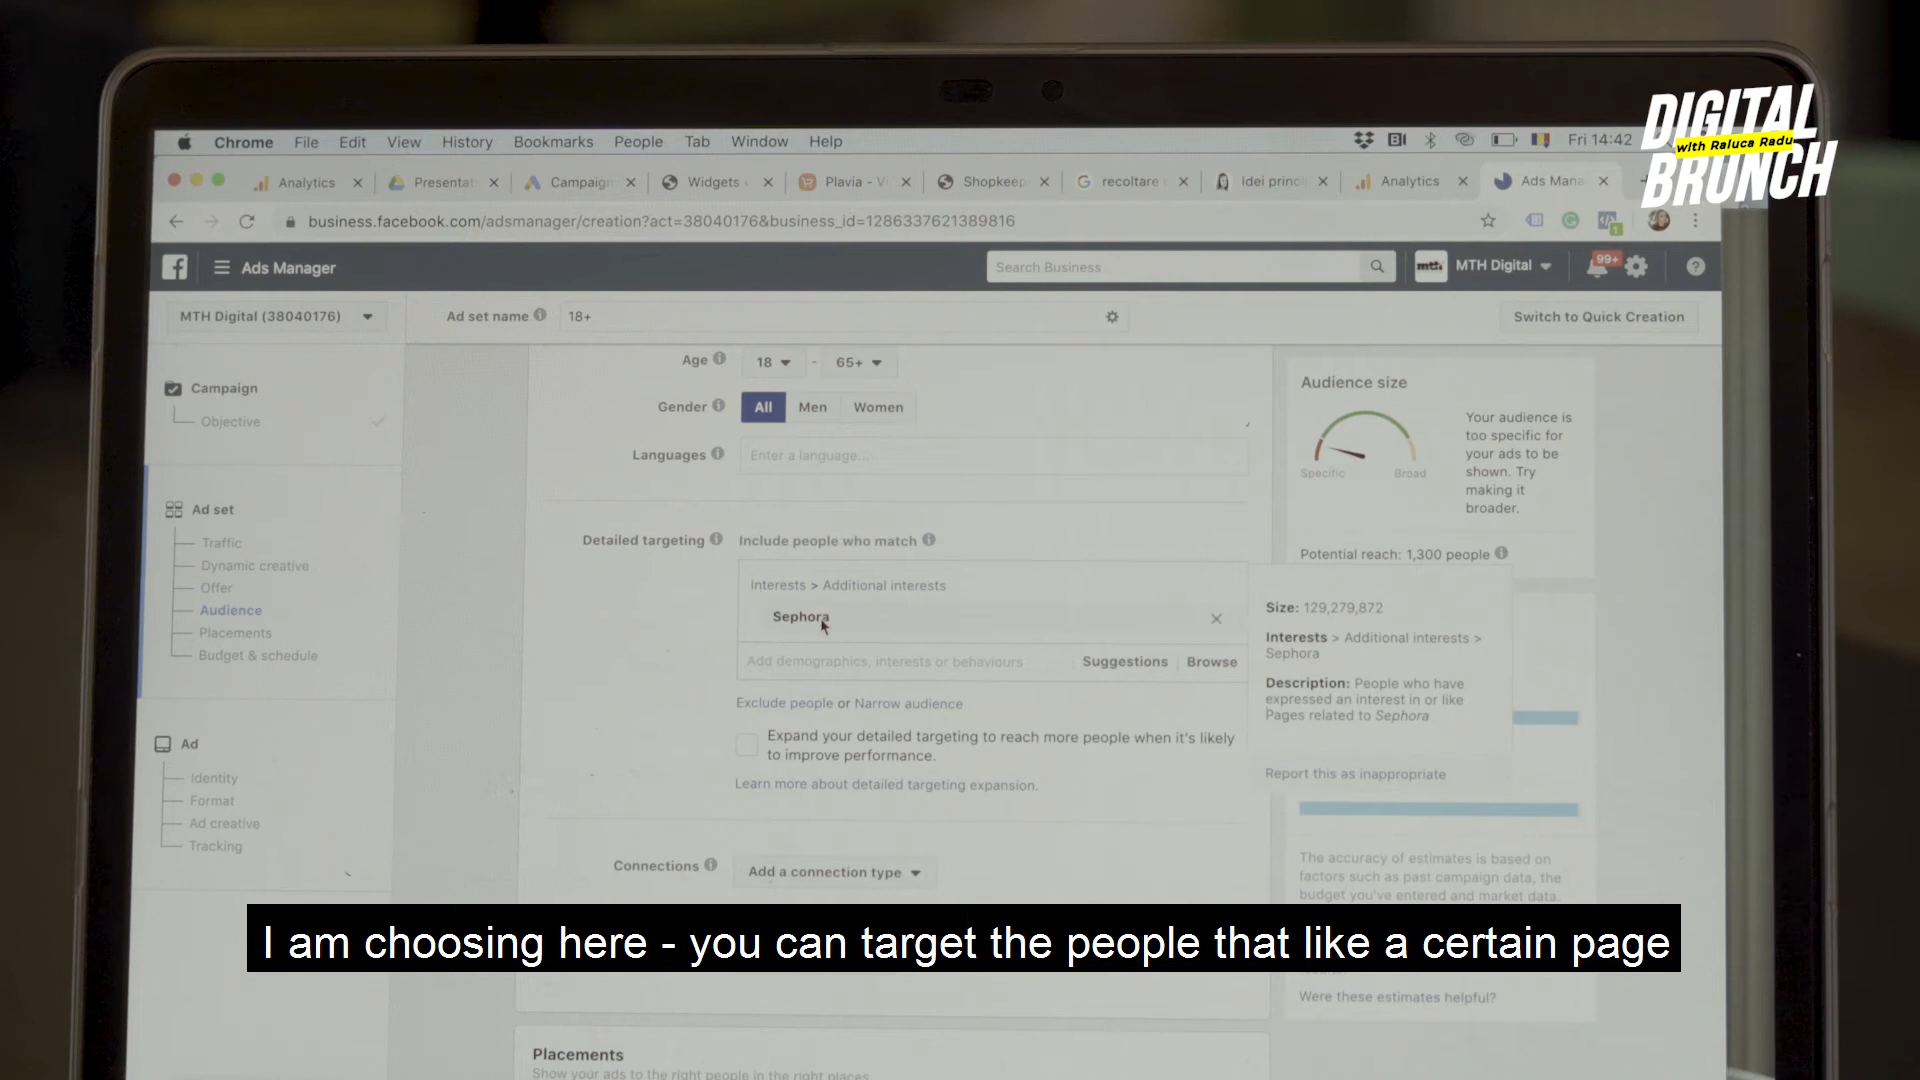 DIGITAL
with Raluca Radu
BRUNCH
Chrome File Edit View History Bookmarks People Tab Window Help
Fri 14:42
Analytics Presentat Campaign Widgets Plavia - V Shopkeep recoltare Idei princi Analytics Ads Mana
business.facebook.com/adsmanager/creation?act=38040176&business_id=1286337621389816
Ads Manager
Search Business
mth MTH Digital
99+
MTH Digital (38040176)
Ad set name 18+
Switch to Quick Creation
Campaign
Objective
Ad set
Traffic
Dynamic creative
Offer
Audience
Placements
Budget & schedule
Ad
Identity
Format
Ad creative
Tracking
Age 18 - 65+
Gender All Men Women
Languages Enter a language...
Detailed targeting Include people who match
Interests > Additional interests
Sephora
Add demographics, interests or behaviours Suggestions Browse
Exclude people or Narrow audience
Expand your detailed targeting to reach more people when it's likely
to improve performance.
Learn more about detailed targeting expansion.
Connections Add a connection type
Audience size
Specific Broad
Your audience is
too specific for
your ads to be
shown. Try
making it
broader.
Potential reach: 1,300 people
Size: 129,279,872
Interests > Additional interests >
Sephora
Description: People who have
expressed an interest in or like
Pages related to Sephora
Report this as inappropriate
The accuracy of estimates is based on
factors such as past campaign data, the
budget you've entered and market data.
I am choosing here - you can target the people that like a certain page
Were these estimates helpful?
Placements
Show your ads to the right people in the right places.